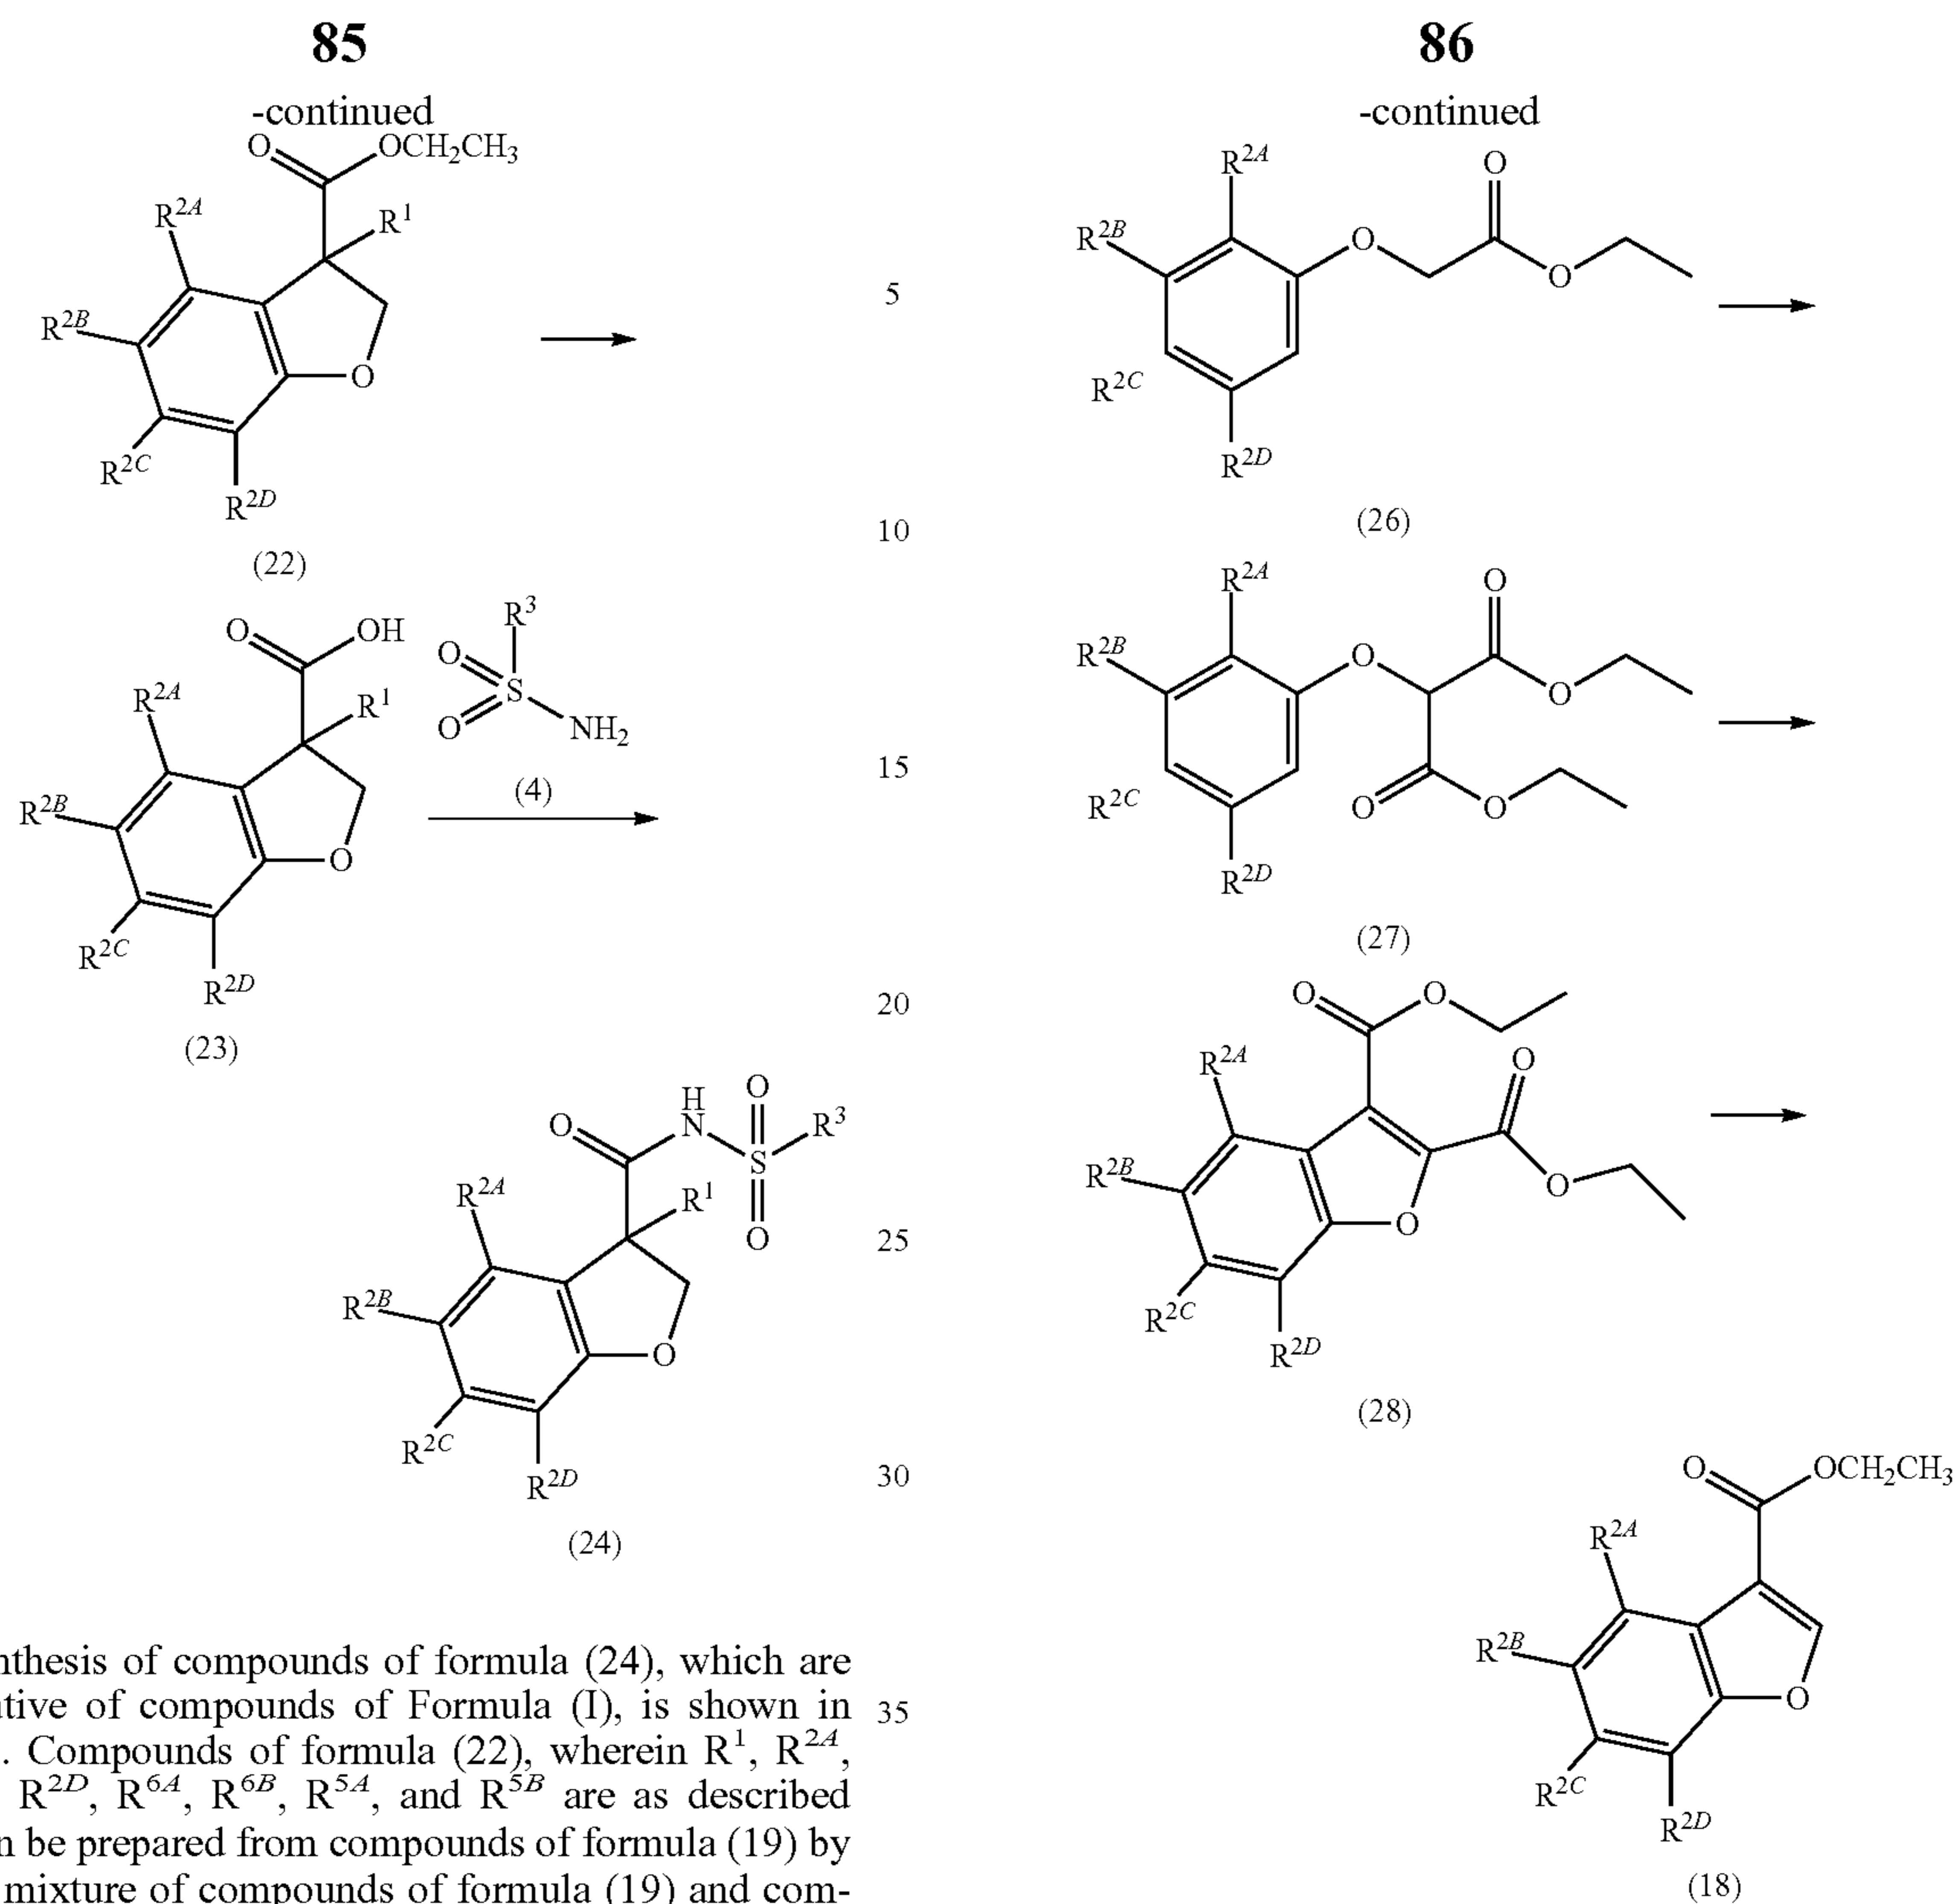 85
-continued
O OCH2CH3
R2A R1
R2B
O
R2C
R2D
(22)
O OH
R2A R1
R2B
O
R2C
R2D
(23)
R3
O
S
O NH2
(4)
O H N O S R3
O
R2A R1
R2B
O
R2C
R2D
(24)
nthesis of compounds of formula (24), which are
tive of compounds of Formula (I), is shown in
. Compounds of formula (22), wherein R1, R2A,
R2D, R6A, R6B, R5A, and R5B are as described
n be prepared from compounds of formula (19) by
mixture of compounds of formula (19) and com-
5
10
15
20
25
30
35
86
-continued
R2A O
R2B O
O
R2C
R2D
(26)
R2A O
R2B O
O
R2C O O
R2D
(27)
O O
R2A O
R2B O
O
R2C
R2D
(28)
O OCH2CH3
R2A
R2B
O
R2C
R2D
(18)